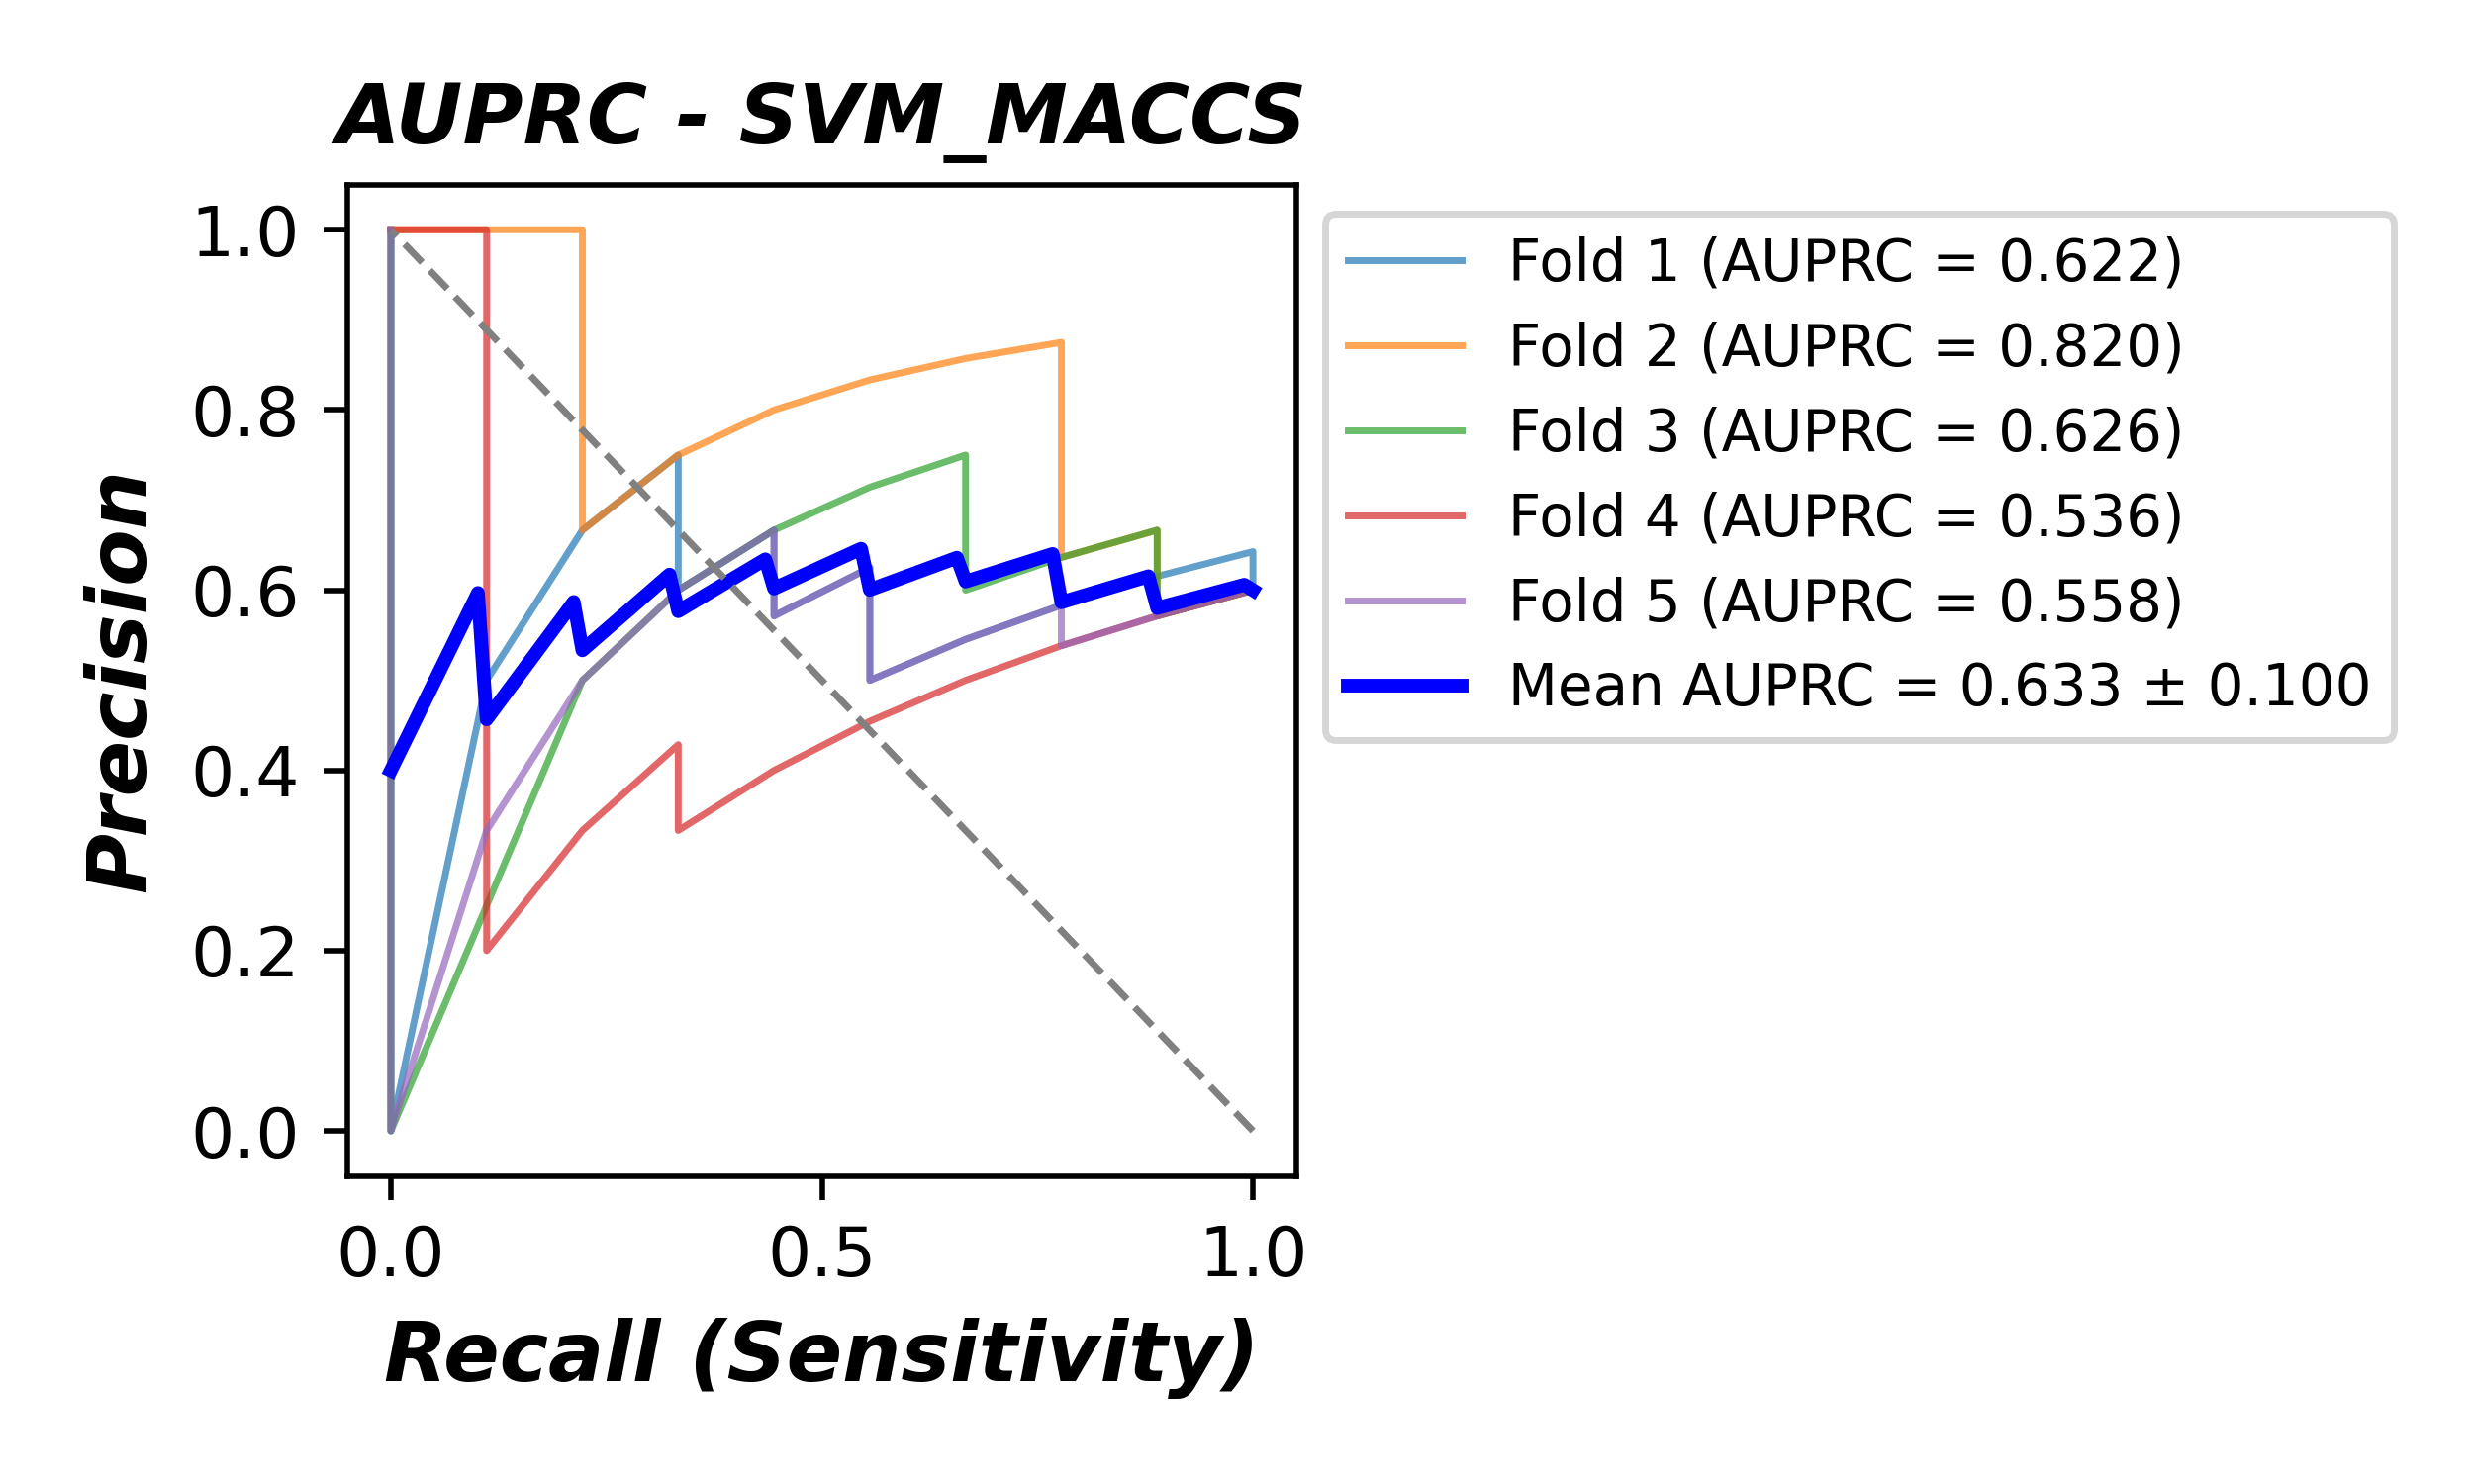 AUPRC - SVM_MACCS
Precision
1.0
0.8
0.6
0.4
0.2
0.0
0.0 0.5 1.0
Recall (Sensitivity)
Fold 1 (AUPRC = 0.622)
Fold 2 (AUPRC = 0.820)
Fold 3 (AUPRC = 0.626)
Fold 4 (AUPRC = 0.536)
Fold 5 (AUPRC = 0.558)
Mean AUPRC = 0.633 ± 0.100